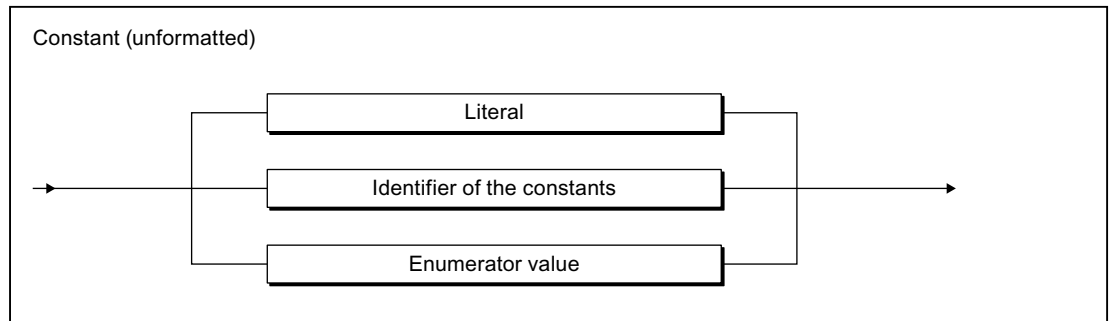 Constant (unformatted)
Literal
Identifier of the constants
Enumerator value